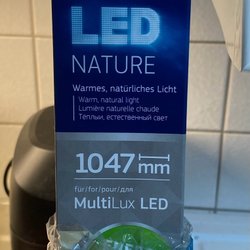 LED
NATURE
Warmes, natürliches Licht
Warm, natural light
Lumière naturelle chaude
Теплый, естественный свет
1047 mm
für/for/pour/для
MultiLux LED